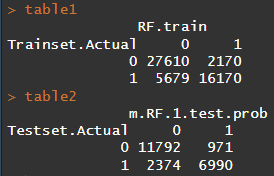 > table1
RF.train
Trainset.Actual 0 1
0 27610 2170
1 5679 16170
> table2
m.RF.1.test.prob
Testset.Actual 0 1
0 11792 971
1 2374 6990